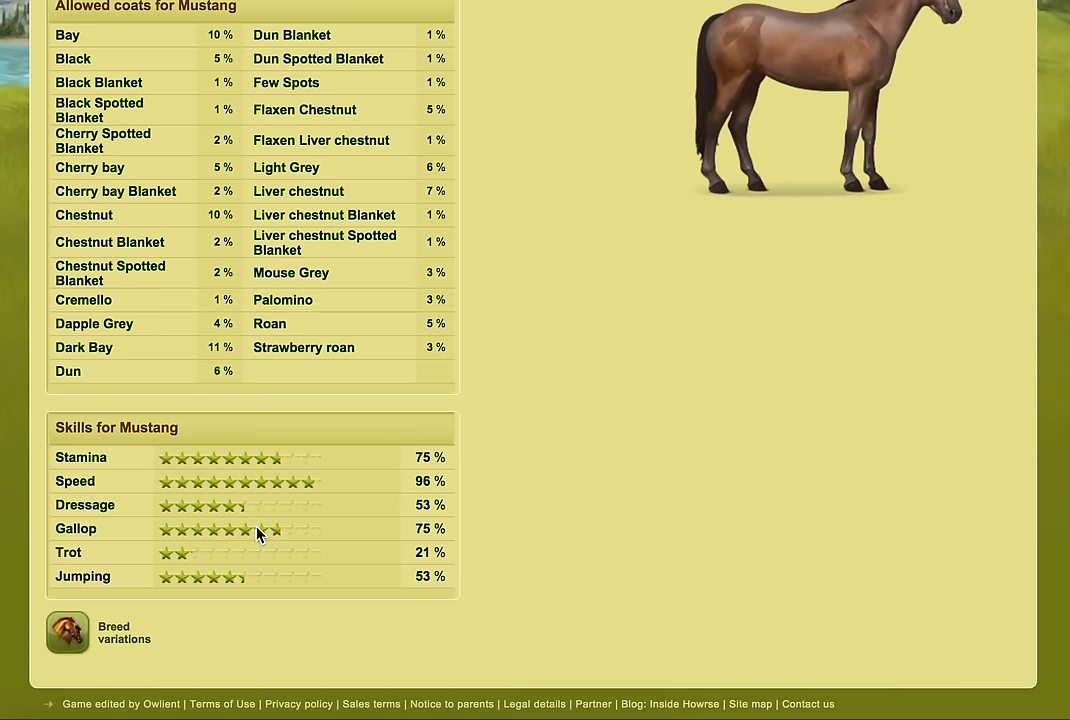 Allowed coats for Mustang
Bay 10 % Dun Blanket 1 %
Black 5 % Dun Spotted Blanket 1 %
Black Blanket 1 % Few Spots 1 %
Black Spotted
Blanket 1 % Flaxen Chestnut 5 %
Cherry Spotted
Blanket 2 % Flaxen Liver chestnut 1 %
Cherry bay 5 % Light Grey 6 %
Cherry bay Blanket 2 % Liver chestnut 7 %
Chestnut 10 % Liver chestnut Blanket 1 %
Chestnut Blanket 2 % Liver chestnut Spotted
Blanket 1 %
Chestnut Spotted
Blanket 2 % Mouse Grey 3 %
Cremello 1 % Palomino 3 %
Dapple Grey 4 % Roan 5 %
Dark Bay 11 % Strawberry roan 3 %
Dun 6 %
Skills for Mustang
Stamina 75 %
Speed 96 %
Dressage 53 %
Gallop 75 %
Trot 21 %
Jumping 53 %
Breed
variations
Game edited by Owlient | Terms of Use | Privacy policy | Sales terms | Notice to parents | Legal details | Partner | Blog: Inside Howrse | Site map | Contact us